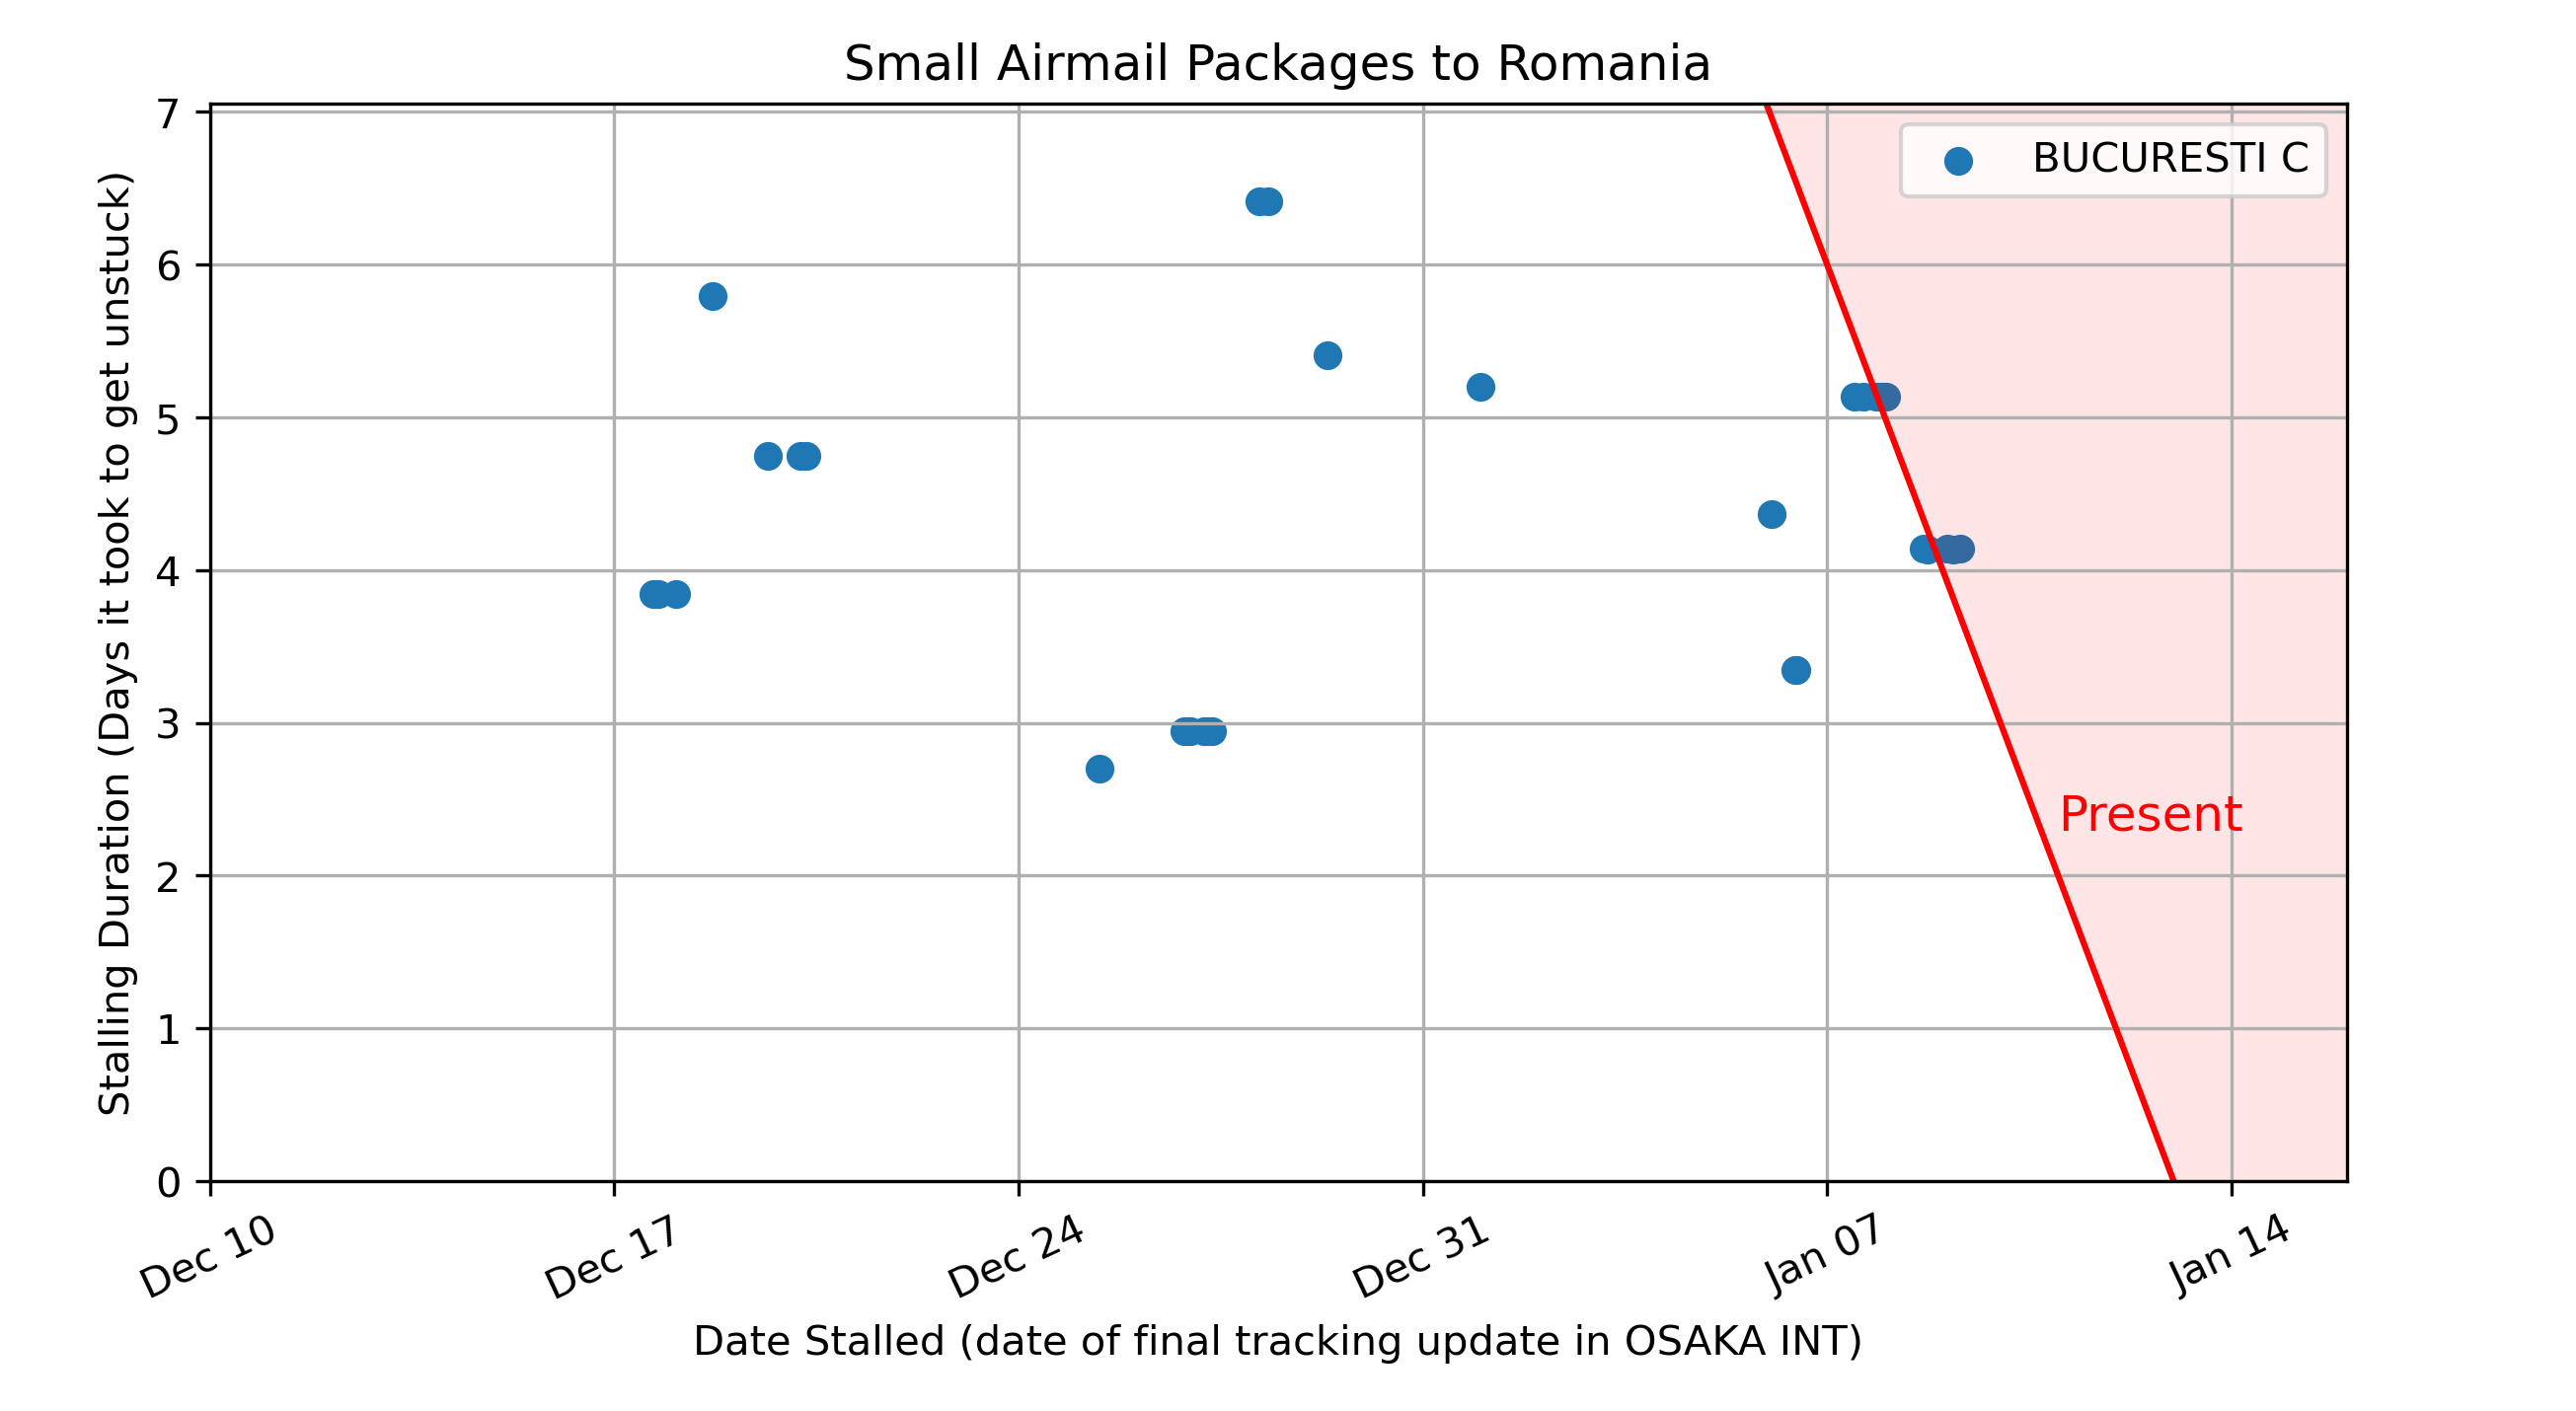 Small Airmail Packages to Romania
BUCURESTI C
7
6
5
4
3
2
1
0
Stalling Duration (Days it took to get unstuck)
Present
Dec 10
Dec 17
Dec 24
Dec 31
Jan 07
Jan 14
Date Stalled (date of final tracking update in OSAKA INT)